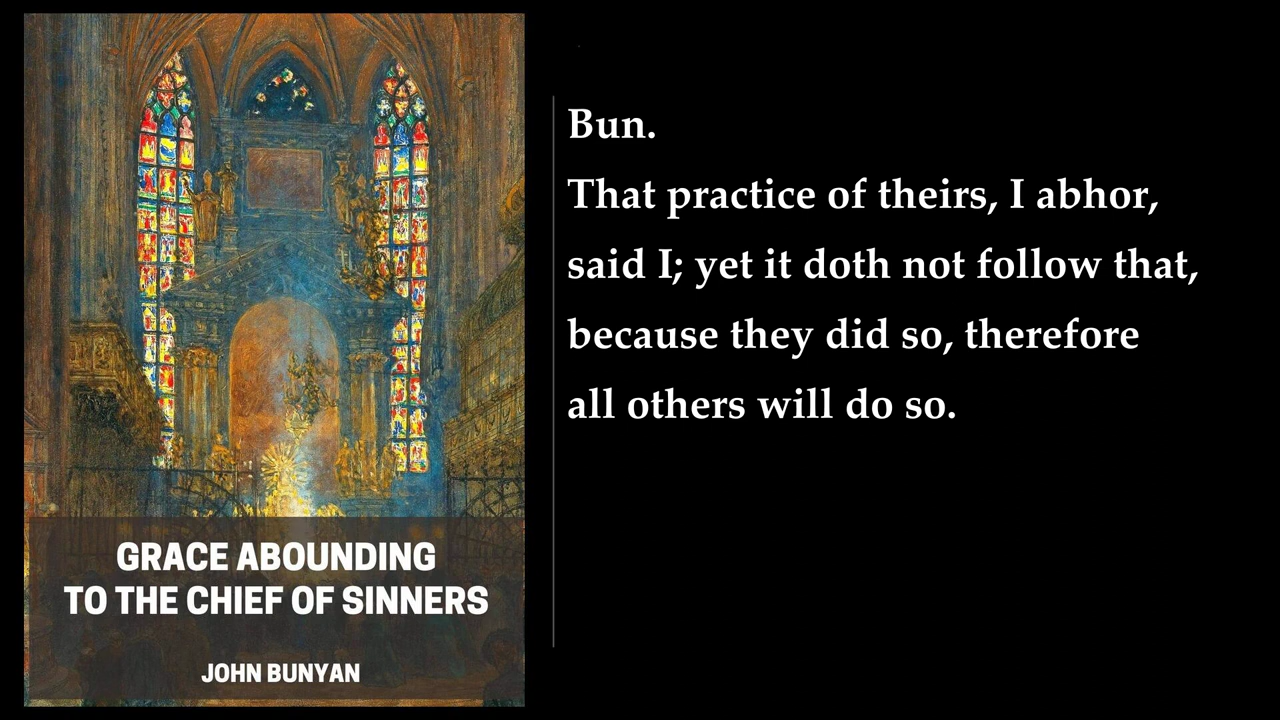 GRACE ABOUNDING
TO THE CHIEF OF SINNERS
JOHN BUNYAN
Bun.
That practice of theirs, I abhor,
said I; yet it doth not follow that,
because they did so, therefore
all others will do so.